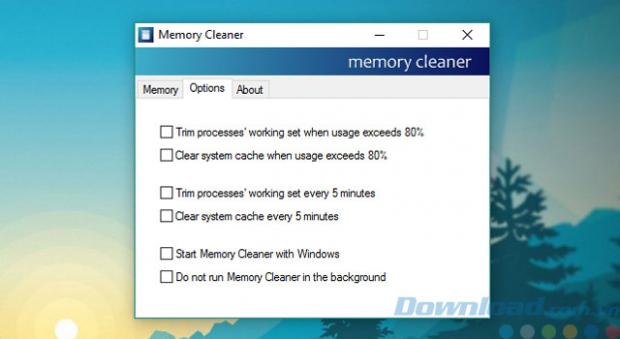 Memory Cleaner
memory cleaner
Memory Options About
Trim processes' working set when usage exceeds 80%
Clear system cache when usage exceeds 80%
Trim processes' working set every 5 minutes
Clear system cache every 5 minutes
Start Memory Cleaner with Windows
Do not run Memory Cleaner in the background
Download.com.vn